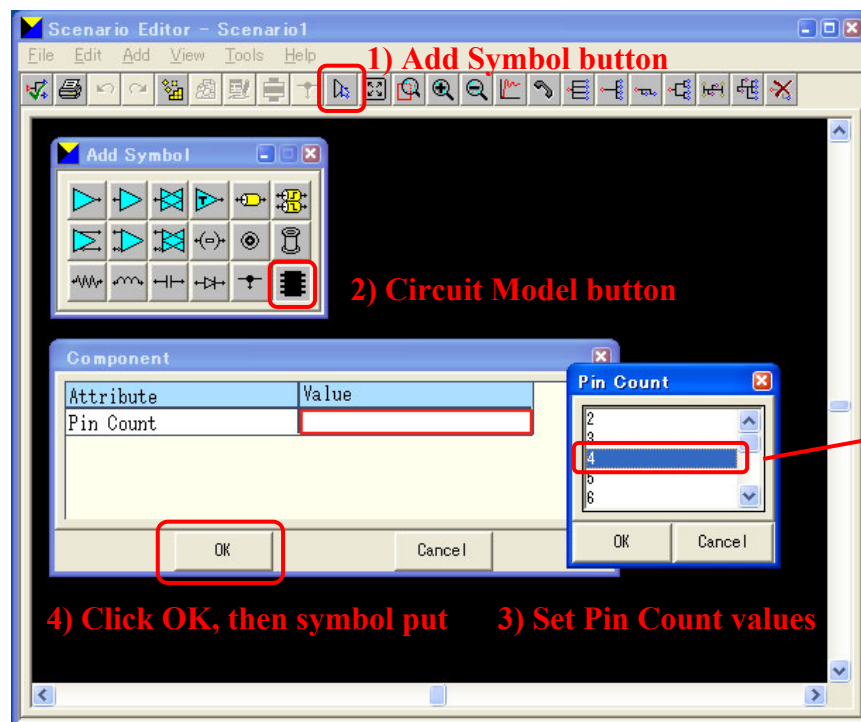 Scenario Editor - Scenario1
File Edit Add View Tools Help
1) Add Symbol button
Add Symbol
T
2) Circuit Model button
Component
Attribute Value
Pin Count
Pin Count
2
3
4
5
6
OK Cancel
OK Cancel
4) Click OK, then symbol put
3) Set Pin Count values